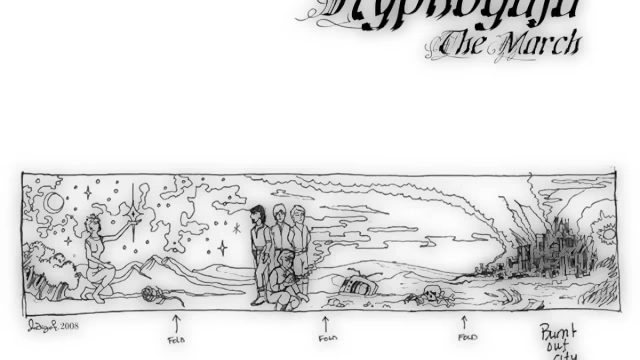 Hypnogaja
The March
2008
FOLD
FOLD
FOLD
Burnt
out
city